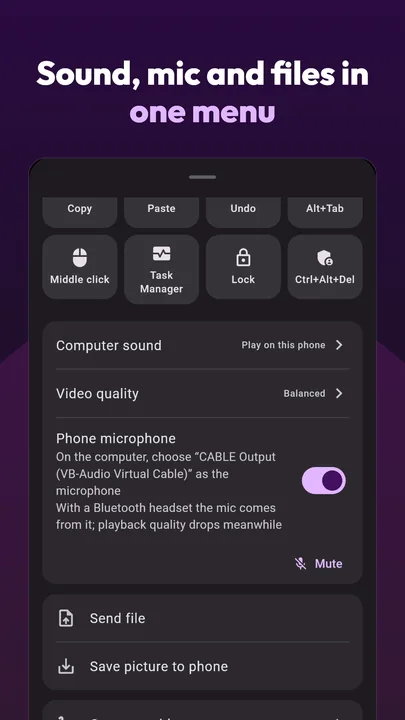 Sound, mic and files in
one menu
Copy
Paste
Undo
Alt+Tab
Middle click
Task
Manager
Lock
Ctrl+Alt+Del
Computer sound
Play on this phone
Video quality
Balanced
Phone microphone
On the computer, choose “CABLE Output
(VB-Audio Virtual Cable)” as the
microphone
With a Bluetooth headset the mic comes
from it; playback quality drops meanwhile
Mute
Send file
Save picture to phone